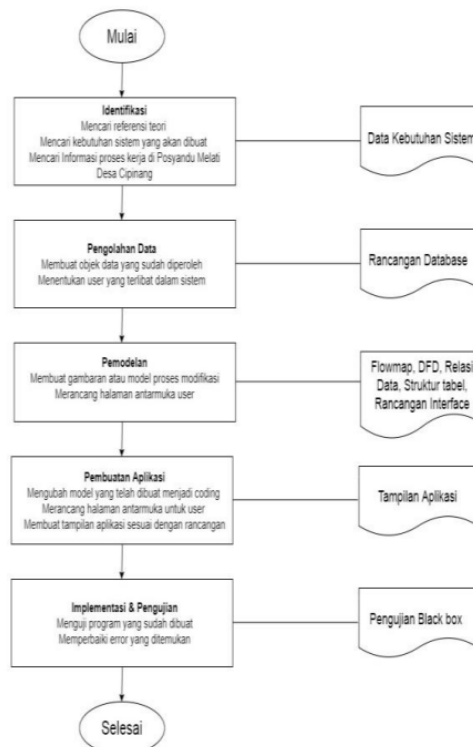 Mulai
Identifikasi
Mencari referensi teori
Mencari kebutuhan sistem yang akan dibuat
Mencari Informasi proses kerja di Posyandu Melati
Desa Cipinang
Data Kebutuhan Sistem
Pengolahan Data
Membuat objek data yang sudah diperoleh
Menentukan user yang terlibat dalam sistem
Rancangan Database
Pemodelan
Membuat gambaran atau model proses modifikasi
Merancang halaman antarmuka user
Flowmap, DFD, Relasi
Data, Struktur tabel,
Rancangan Interface
Pembuatan Aplikasi
Mengubah model yang telah dibuat menjadi coding
Merancang halaman antarmuka untuk user
Membuat tampilan aplikasi sesuai dengan rancangan
Tampilan Aplikasi
Implementasi & Pengujian
Menguji program yang sudah dibuat
Memperbaiki error yang ditemukan
Pengujian Black box
Selesai